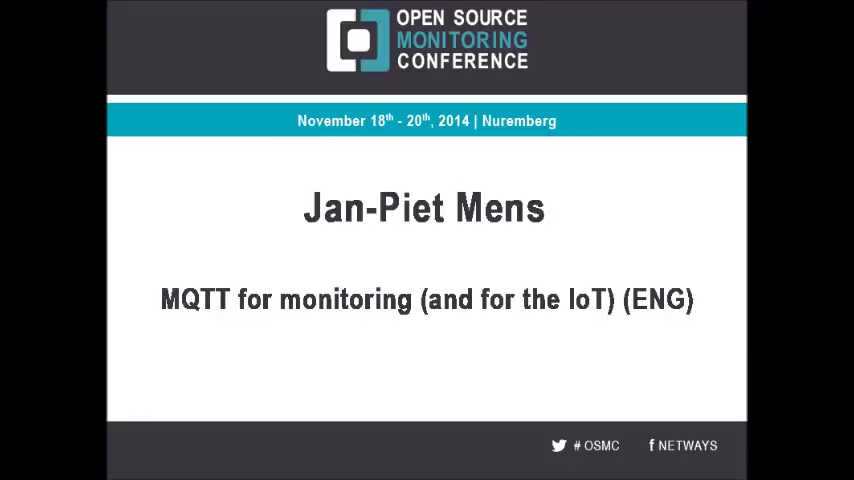 OPEN SOURCE
MONITORING
CONFERENCE
November 18th - 20th, 2014 | Nuremberg
Jan-Piet Mens
MQTT for monitoring (and for the IoT) (ENG)
# OSMC f NETWAYS